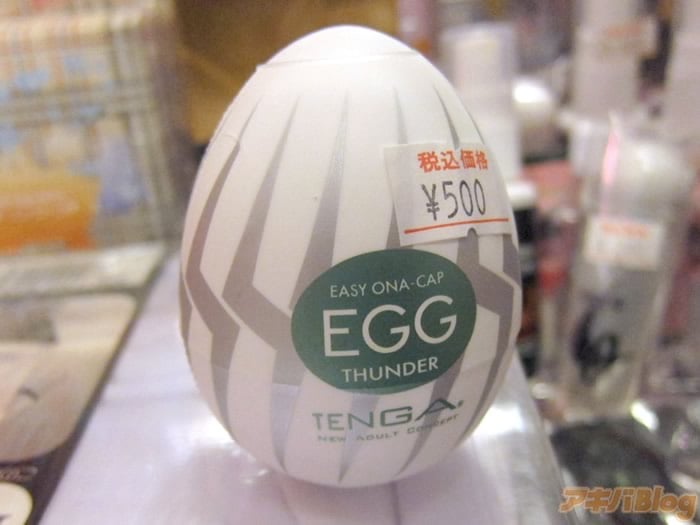 税込価格
¥500
EASY ONA-CAP
EGG
THUNDER
TENGA
NEW ADULT CONCEPT
アキバBlog